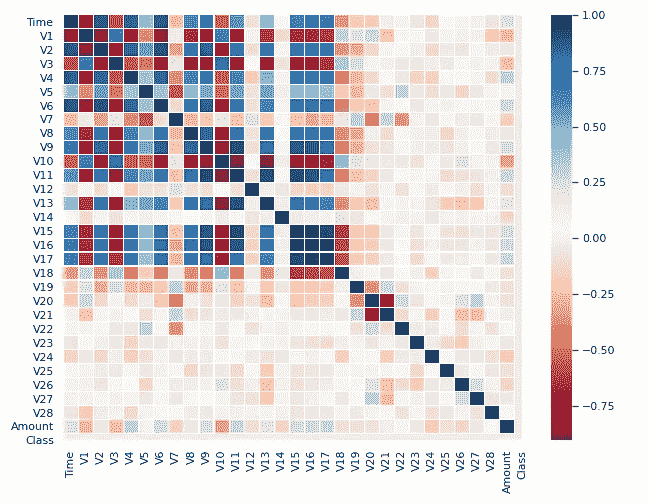 Time
V1
V2
V3
V4
V5
V6
V7
V8
V9
V10
V11
V12
V13
V14
V15
V16
V17
V18
V19
V20
V21
V22
V23
V24
V25
V26
V27
V28
Amount
Class
Time V1 V2 V3 V4 V5 V6 V7 V8 V9 V10 V11 V12 V13 V14 V15 V16 V17 V18 V19 V20 V21 V22 V23 V24 V25 V26 V27 V28 Amount Class
1.00
0.75
0.50
0.25
0.00
−0.25
−0.50
−0.75